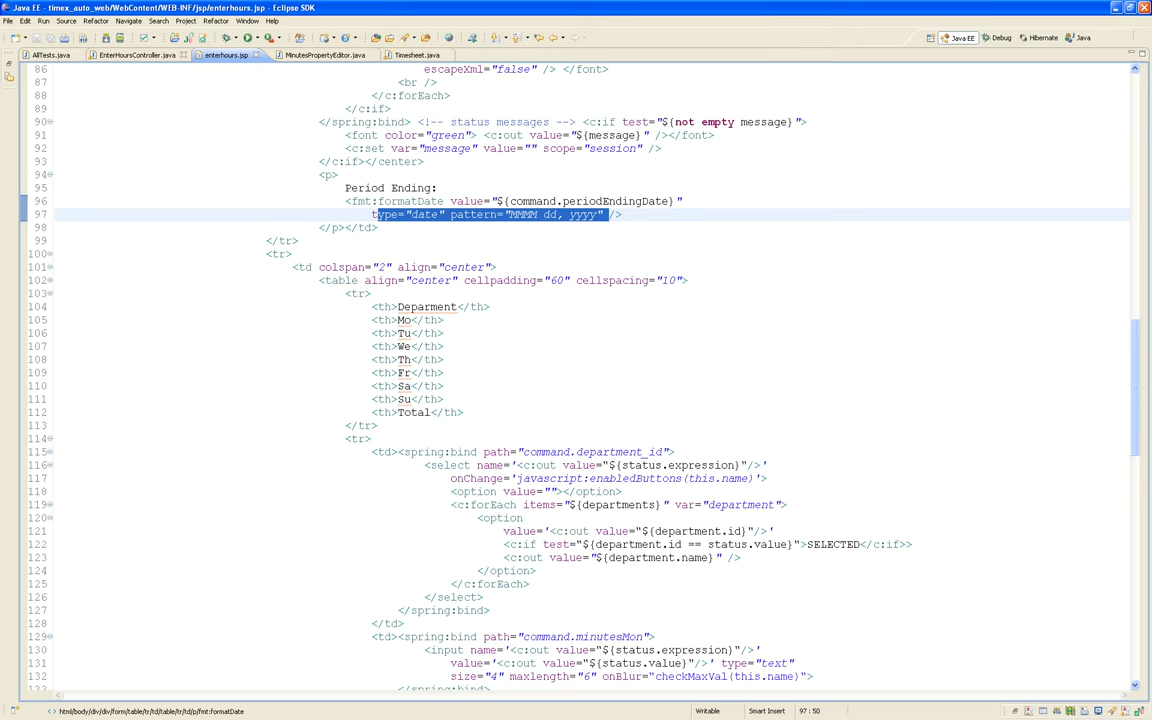 Java EE - timex_auto_web/WebContent/WEB-INF/jsp/enterhours.jsp - Eclipse SDK
File Edit Run Source Refactor Navigate Search Project Refactor Window Help
Java EE Debug Hibernate Java
AllTests.java EnterHoursController.java enterhours.jsp MinutesPropertyEditor.java Timesheet.java
86 escapeXml="false" /> </font>
87 <br />
88 </c:forEach>
89 </c:if>
90 </spring:bind> <!-- status messages --> <c:if test="${not empty message}">
91 <font color="green"> <c:out value="${message}" /></font>
92 <c:set var="message" value="" scope="session" />
93 </c:if></center>
94 <p>
95 Period Ending:
96 <fmt:formatDate value="${command.periodEndingDate}"
97 type="date" pattern="MMMM dd, yyyy" />
98 </p></td>
99 </tr>
100 <tr>
101 <td colspan="2" align="center">
102 <table align="center" cellpadding="60" cellspacing="10">
103 <tr>
104 <th>Deparment</th>
105 <th>Mo</th>
106 <th>Tu</th>
107 <th>We</th>
108 <th>Th</th>
109 <th>Fr</th>
110 <th>Sa</th>
111 <th>Su</th>
112 <th>Total</th>
113 </tr>
114 <tr>
115 <td><spring:bind path="command.department_id">
116 <select name='<c:out value="${status.expression}"/>'
117 onChange='javascript:enabledButtons(this.name)'>
118 <option value=""></option>
119 <c:forEach items="${departments}" var="department">
120 <option
121 value='<c:out value="${department.id}"/>'
122 <c:if test="${department.id == status.value}">SELECTED</c:if>>
123 <c:out value="${department.name}" />
124 </option>
125 </c:forEach>
126 </select>
127 </spring:bind>
128 </td>
129 <td><spring:bind path="command.minutesMon">
130 <input name='<c:out value="${status.expression}"/>'
131 value='<c:out value="${status.value}"/>' type="text"
132 size="4" maxlength="6" onBlur="checkMaxVal(this.name)">
133 </spring:bind>
html/body/div/div/form/table/tr/td/table/tr/td/p/fmt:formatDate Writable Smart Insert 97 : 50